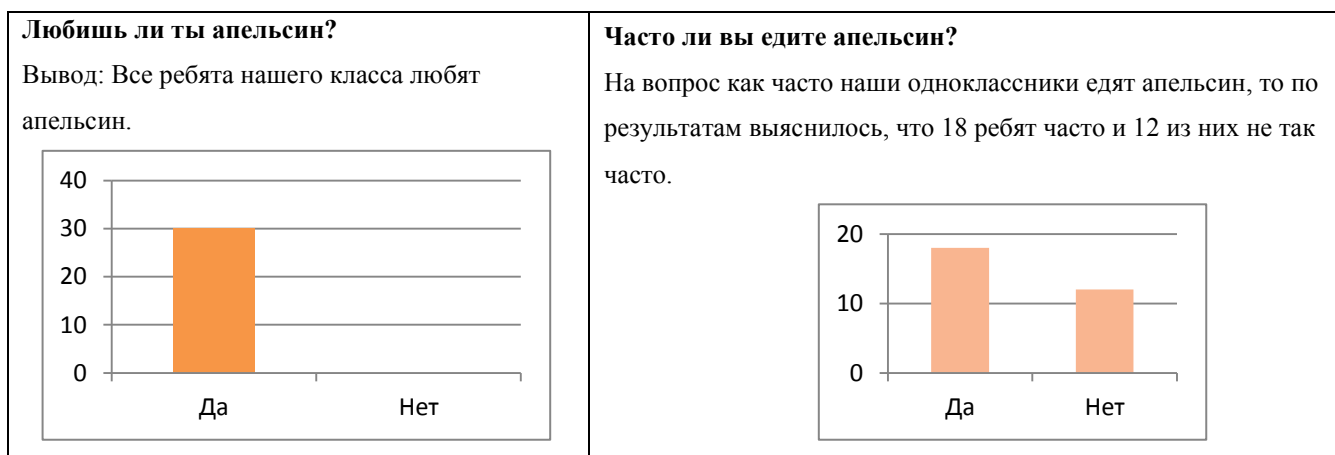 Любишь ли ты апельсин?
Вывод: Все ребята нашего класса любят
апельсин.
40
30
20
10
0
Да Нет
Часто ли вы едите апельсин?
На вопрос как часто наши одноклассники едят апельсин, то по
результатам выяснилось, что 18 ребят часто и 12 из них не так
часто.
20
10
0
Да Нет